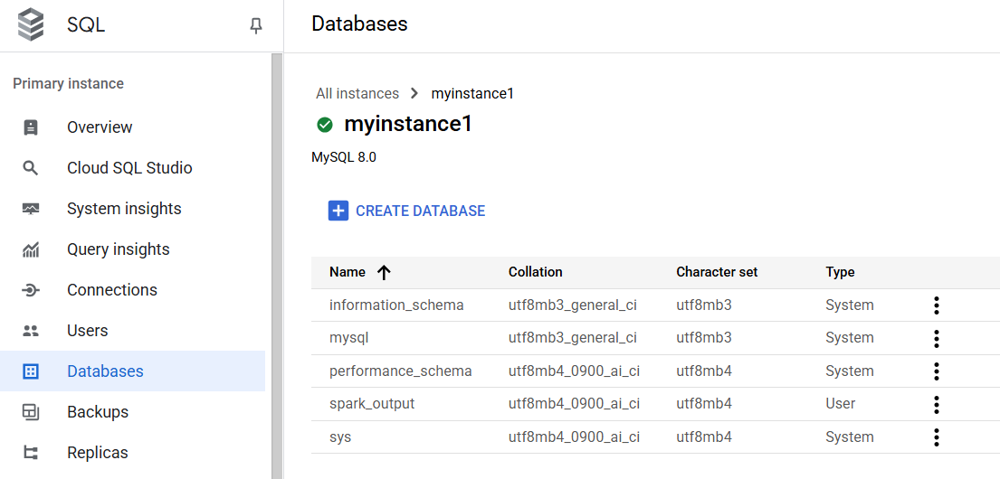 SQL
Databases
Primary instance
Overview
Cloud SQL Studio
System insights
Query insights
Connections
Users
Databases
Backups
Replicas
All instances myinstance1
myinstance1
MySQL 8.0
CREATE DATABASE
Name Collation Character set Type
information_schema utf8mb3_general_ci utf8mb3 System
mysql utf8mb3_general_ci utf8mb3 System
performance_schema utf8mb4_0900_ai_ci utf8mb4 System
spark_output utf8mb4_0900_ai_ci utf8mb4 User
sys utf8mb4_0900_ai_ci utf8mb4 System